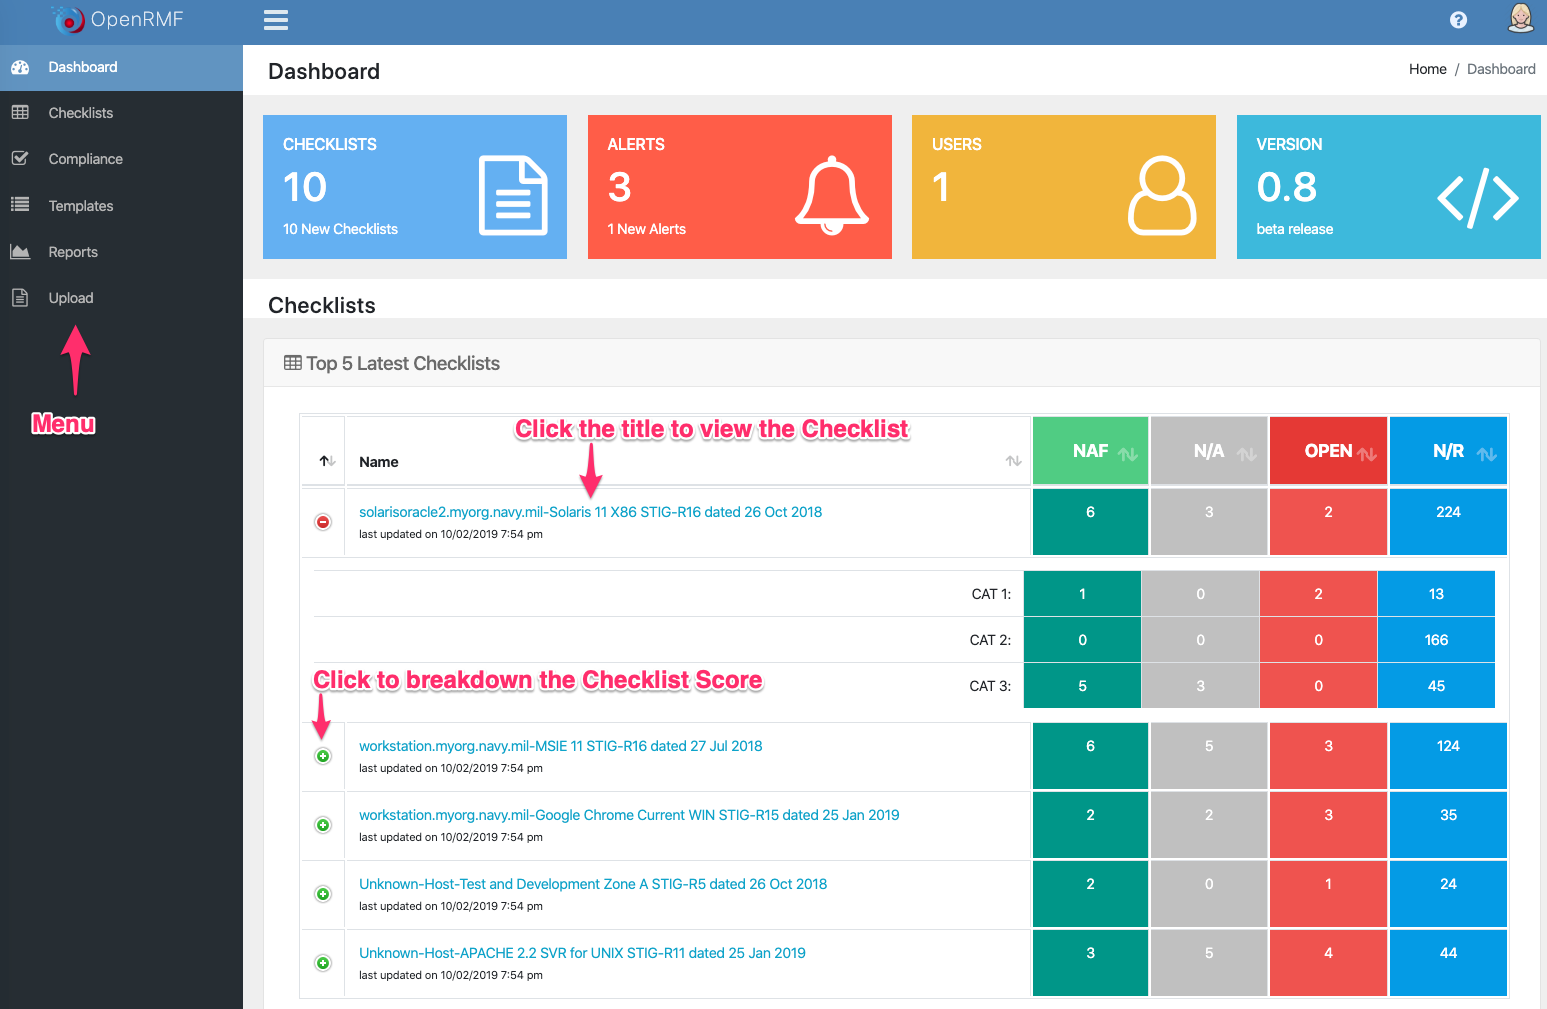 OpenRMF
Dashboard
Checklists
Compliance
Templates
Reports
Upload
Menu
Dashboard
Home / Dashboard
CHECKLISTS
10
10 New Checklists
ALERTS
3
1 New Alerts
USERS
1
VERSION
0.8
beta release
Checklists
Top 5 Latest Checklists
Click the title to view the Checklist
Name NAF N/A OPEN N/R
solarisoracle2.myorg.navy.mil-Solaris 11 X86 STIG-R16 dated 26 Oct 2018 6 3 2 224
last updated on 10/02/2019 7:54 pm
CAT 1: 1 0 2 13
CAT 2: 0 0 0 166
CAT 3: 5 3 0 45
Click to breakdown the Checklist Score
workstation.myorg.navy.mil-MSIE 11 STIG-R16 dated 27 Jul 2018 6 5 3 124
last updated on 10/02/2019 7:54 pm
workstation.myorg.navy.mil-Google Chrome Current WIN STIG-R15 dated 25 Jan 2019 2 2 3 35
last updated on 10/02/2019 7:54 pm
Unknown-Host-Test and Development Zone A STIG-R5 dated 26 Oct 2018 2 0 1 24
last updated on 10/02/2019 7:54 pm
Unknown-Host-APACHE 2.2 SVR for UNIX STIG-R11 dated 25 Jan 2019 3 5 4 44
last updated on 10/02/2019 7:54 pm